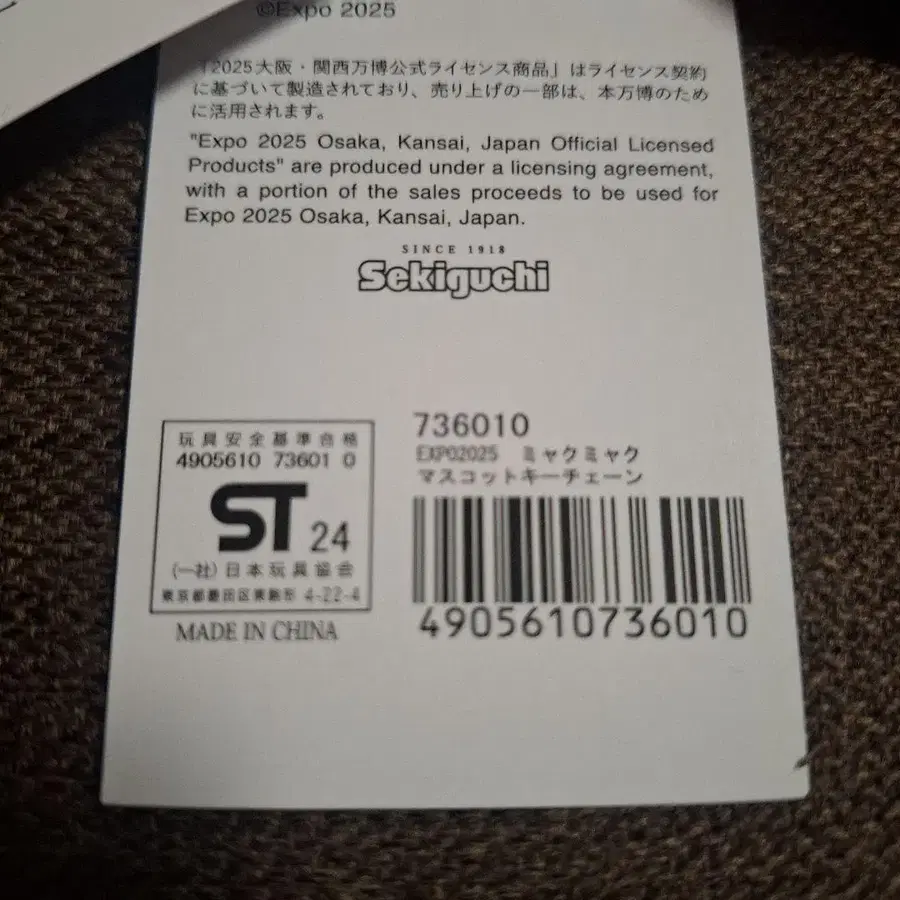 ©Expo 2025
「2025大阪・関西万博公式ライセンス商品」はライセンス契約
に基づいて製造されており、売り上げの一部は、本万博のため
に活用されます。
"Expo 2025 Osaka, Kansai, Japan Official Licensed
Products" are produced under a licensing agreement,
with a portion of the sales proceeds to be used for
Expo 2025 Osaka, Kansai, Japan.
SINCE 1918
Sekiguchi
玩具安全基準合格
4905610 73601 0
ST 24
(一社)日本玩具協会
東京都墨田区東駒形 4-22-4
MADE IN CHINA
736010
EXPO2025 ミャクミャク
マスコットキーチェーン
4905610736010